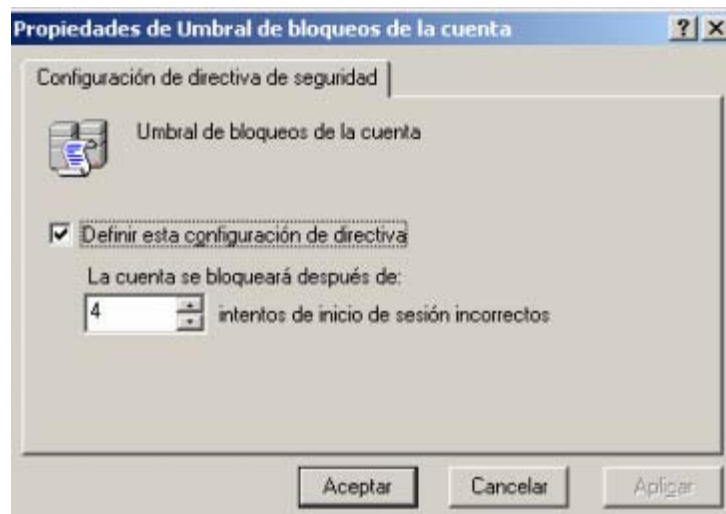 Propiedades de Umbral de bloqueos de la cuenta
Configuración de directiva de seguridad
Umbral de bloqueos de la cuenta
Definir esta configuración de directiva
La cuenta se bloqueará después de:
4 intentos de inicio de sesión incorrectos
Aceptar Cancelar Aplicar